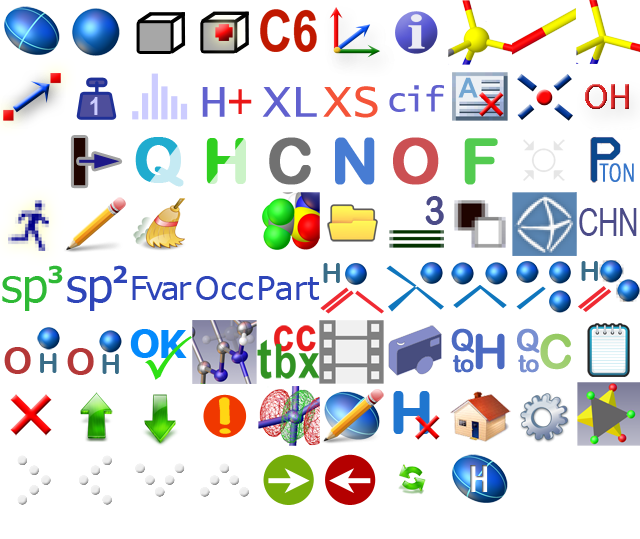 C6 i
1 H+ XL XS cif A OH
Q H C N O F P TON
3 CHN
sp³ sp² Fvar Occ Part H H
O H O H OK cc tbx Q to H Q to C
! H
H